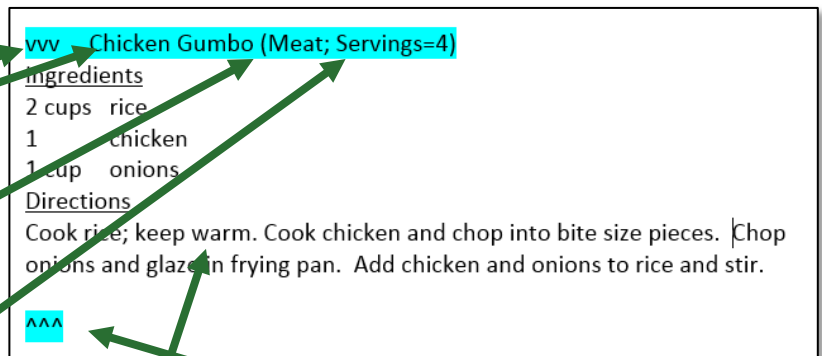 vvv Chicken Gumbo (Meat; Servings=4)
Ingredients
2 cups rice
1 chicken
1 cup onions
Directions
Cook rice; keep warm. Cook chicken and chop into bite size pieces. Chop
onions and glaze in frying pan. Add chicken and onions to rice and stir.
^^^